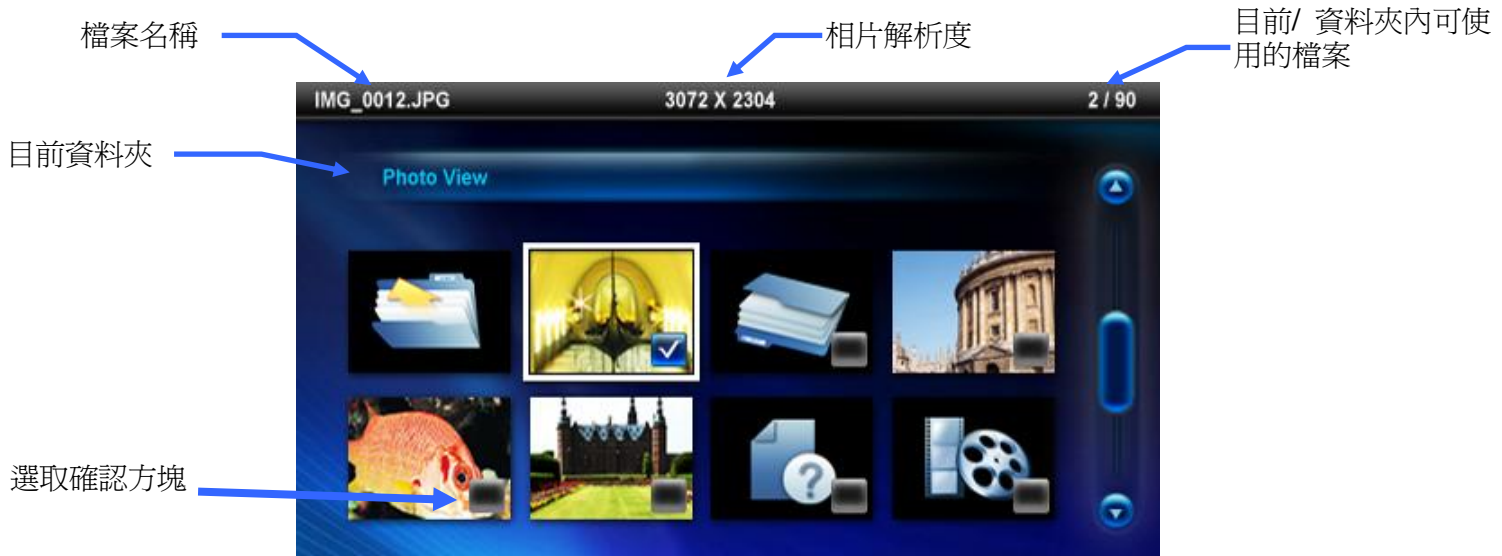 檔案名稱
相片解析度
目前/ 資料夾內可使
用的檔案
IMG_0012.JPG
3072 X 2304
2 / 90
目前資料夾
Photo View
選取確認方塊